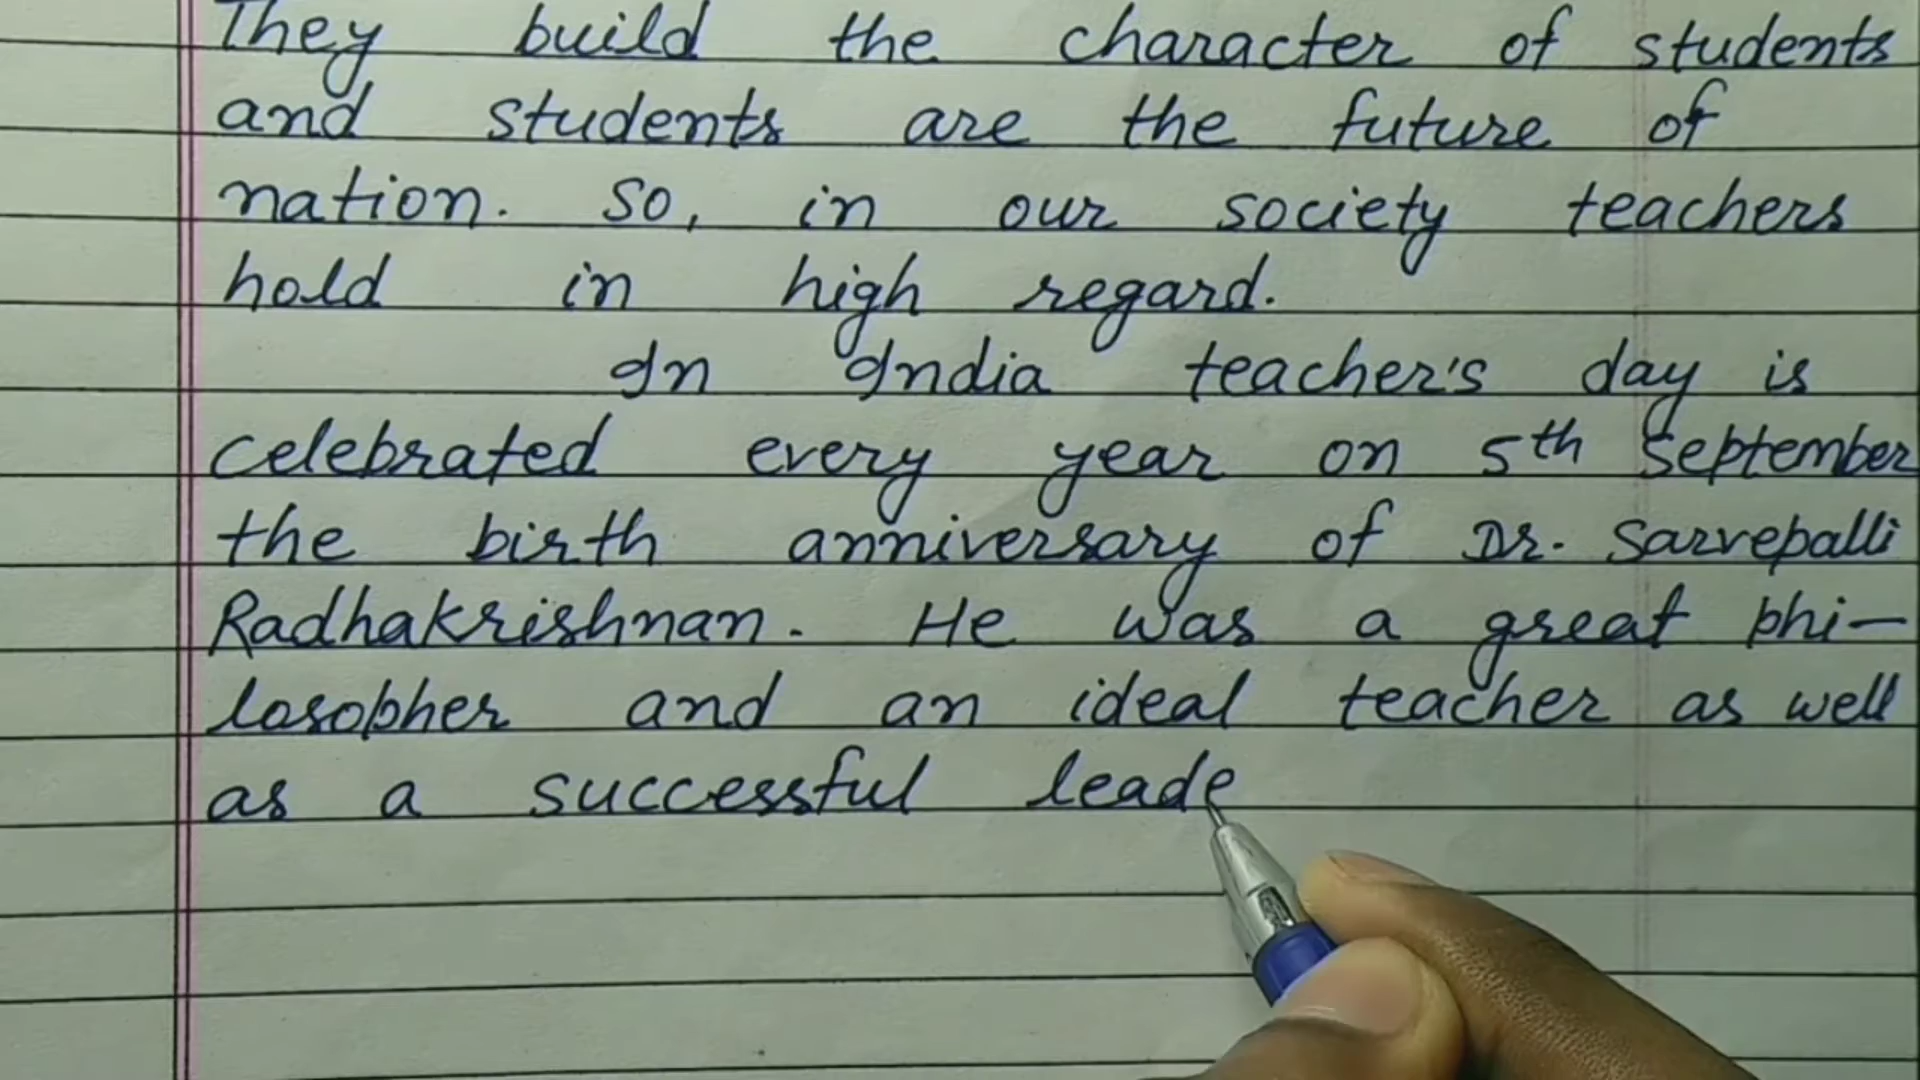 They build the character of students
and students are the future of
nation. So, in our society teachers
hold in high regard.
In India teacher's day is
celebrated every year on 5th September
the birth anniversary of Dr. Sarvepalli
Radhakrishnan. He was a great phi-
losopher and an ideal teacher as well
as a successful leade